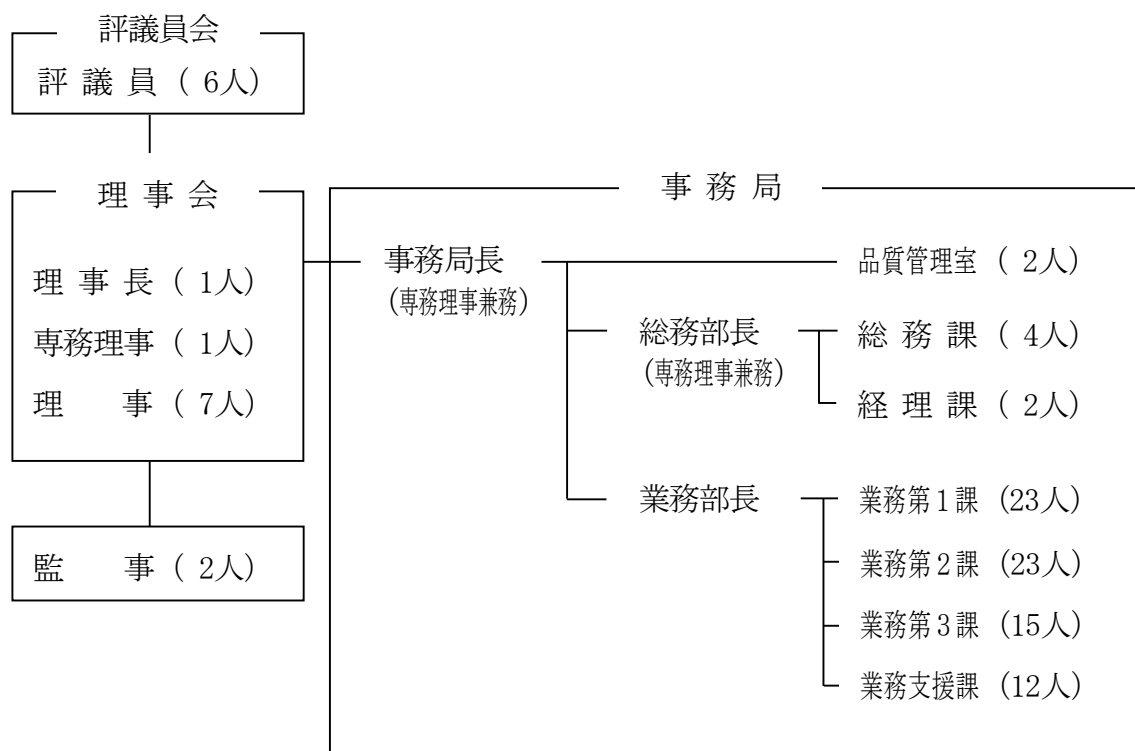 評議員会
評 議 員 ( 6人)
理 事 会
理 事 長 ( 1人)
専務理事 ( 1人)
理　　事 ( 7人)
監　　事 ( 2人)
事 務 局
事務局長
(専務理事兼務)
品質管理室 ( 2人)
総務部長
(専務理事兼務)
総 務 課 ( 4人)
経 理 課 ( 2人)
業務部長
業務第1課 (23人)
業務第2課 (23人)
業務第3課 (15人)
業務支援課 (12人)